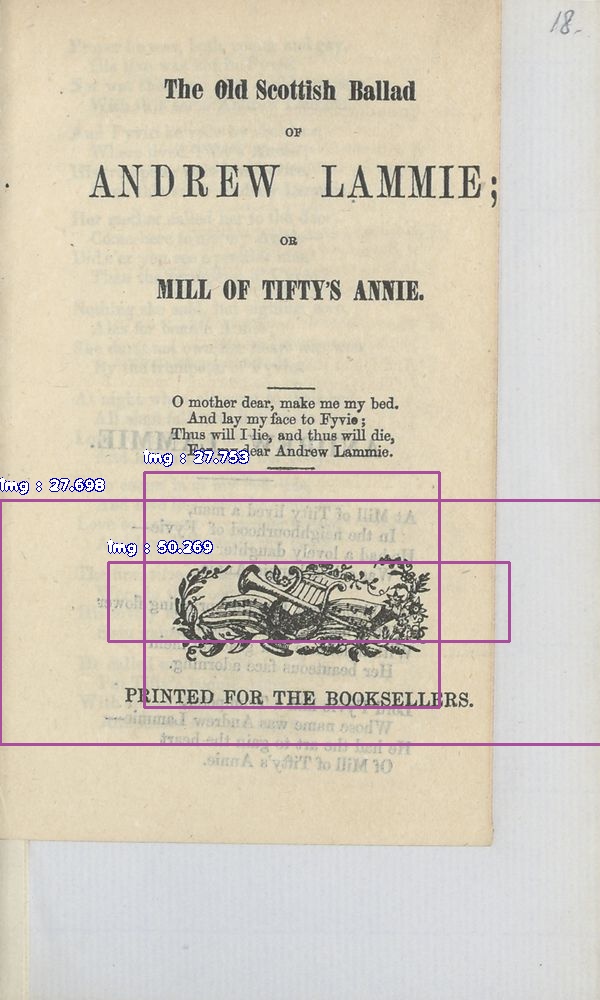 18.
The Old Scottish Ballad
OF
ANDREW LAMMIE;
OR
MILL OF TIFTY'S ANNIE.
O mother dear, make me my bed.
And lay my face to Fyvie;
Thus will I lie, and thus will die,
dear Andrew Lammie.
img : 27.753
img : 27.698
img : 50.269
PRINTED FOR THE BOOKSELLERS.